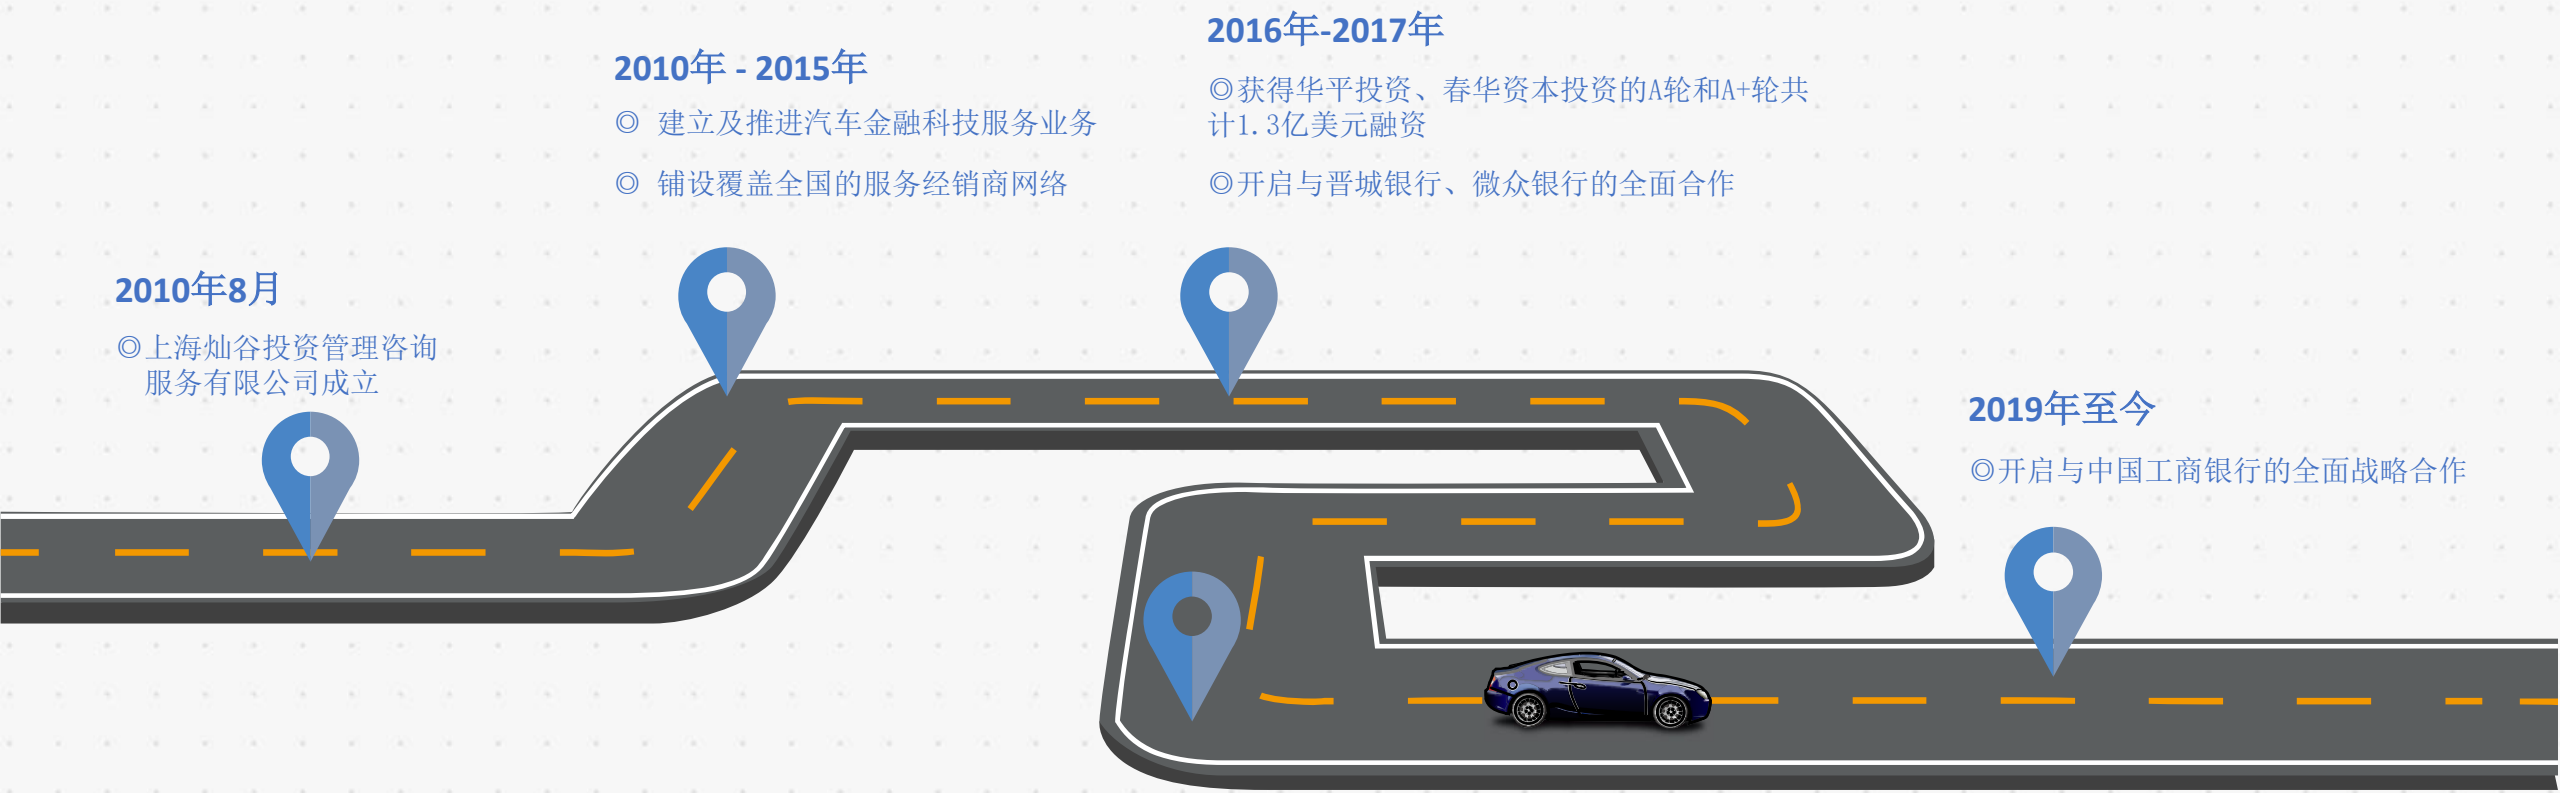 2010年8月
◎上海灿谷投资管理咨询
服务有限公司成立
2010年 - 2015年
◎ 建立及推进汽车金融科技服务业务
◎ 铺设覆盖全国的服务经销商网络
2016年-2017年
◎获得华平投资、春华资本投资的A轮和A+轮共
计1.3亿美元融资
◎开启与晋城银行、微众银行的全面合作
2019年至今
◎开启与中国工商银行的全面战略合作